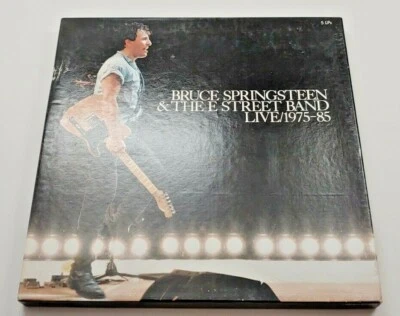 5 LPs
BRUCE SPRINGSTEEN
& THE E STREET BAND
LIVE/1975-85